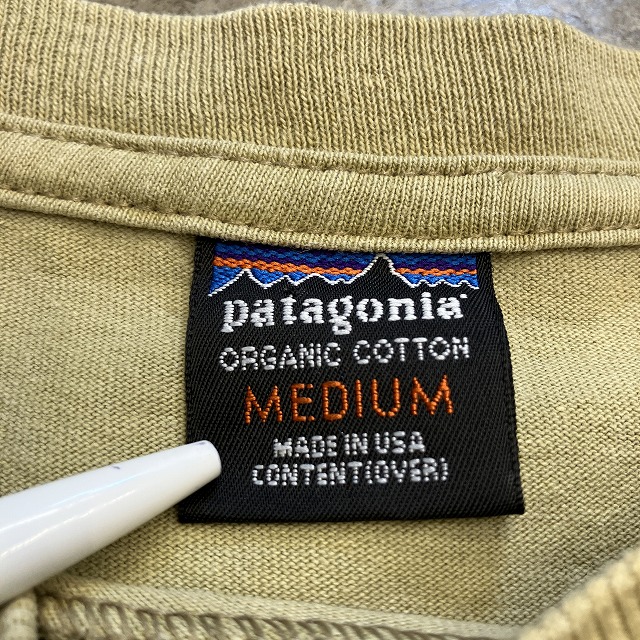 patagonia
ORGANIC COTTON
MEDIUM
MADE IN USA
CONTENT(OVER)